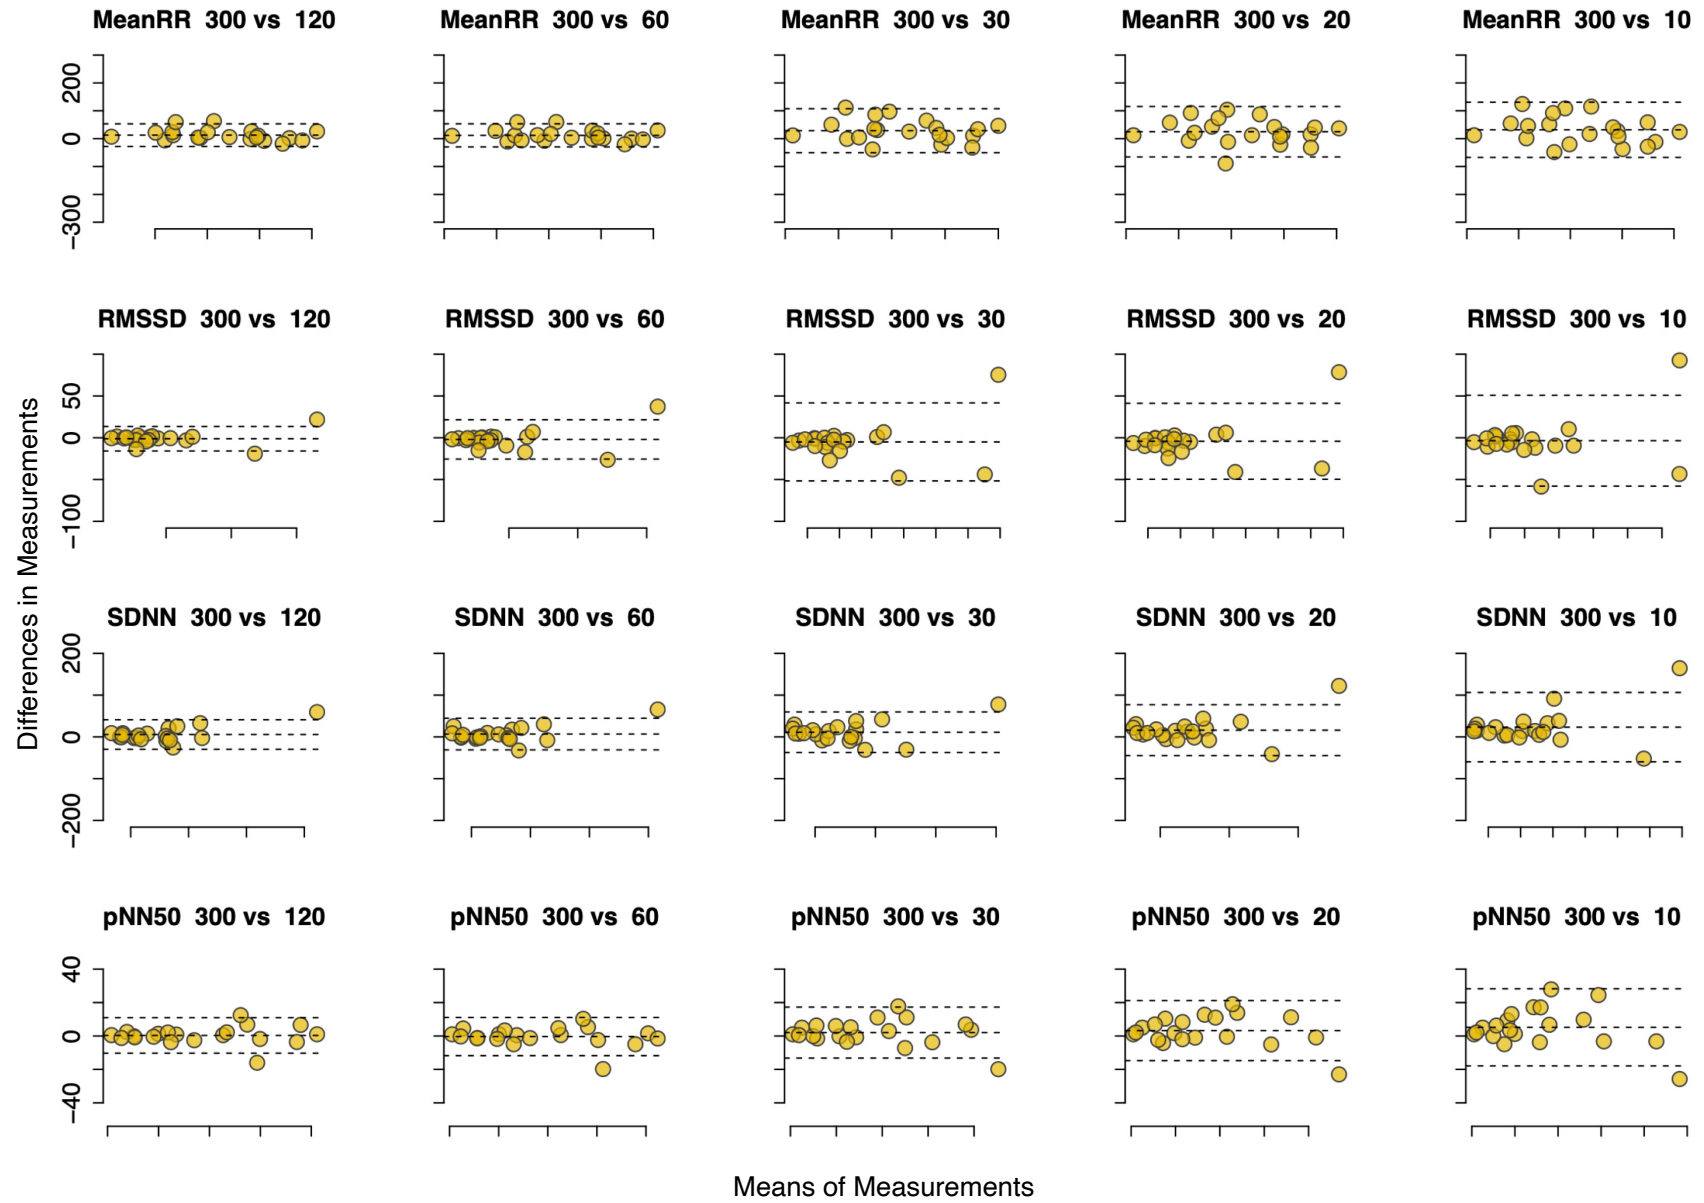 MeanRR 300 vs 120
MeanRR 300 vs 60
MeanRR 300 vs 30
MeanRR 300 vs 20
MeanRR 300 vs 10
200
0
−300
RMSSD 300 vs 120
RMSSD 300 vs 60
RMSSD 300 vs 30
RMSSD 300 vs 20
RMSSD 300 vs 10
50
0
−100
Differences in Measurements
SDNN 300 vs 120
SDNN 300 vs 60
SDNN 300 vs 30
SDNN 300 vs 20
SDNN 300 vs 10
200
0
−200
pNN50 300 vs 120
pNN50 300 vs 60
pNN50 300 vs 30
pNN50 300 vs 20
pNN50 300 vs 10
40
0
−40
Means of Measurements